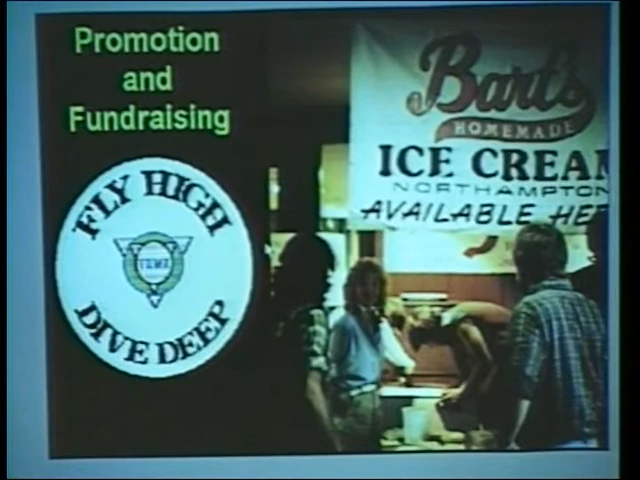 Promotion
and
Fundraising
FLY HIGH
DIVE DEEP
Bart's
HOMEMADE
ICE CREAM
NORTHAMPTON
AVAILABLE HE